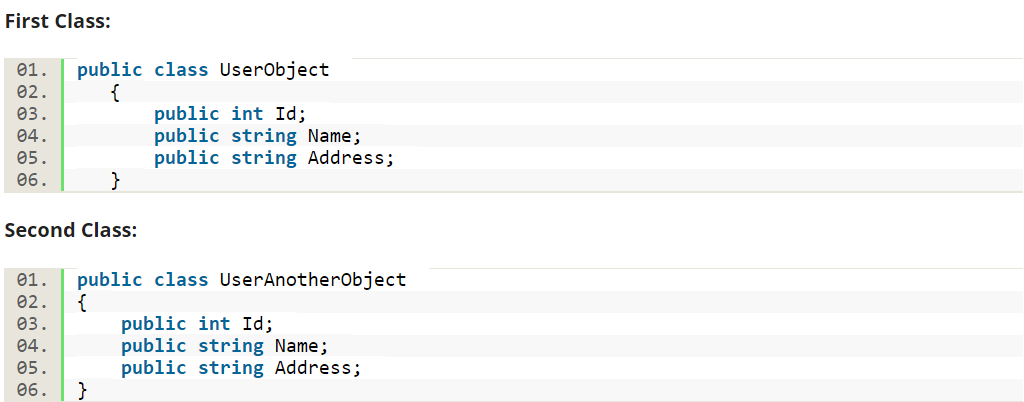 First Class:
01. public class UserObject
02. {
03. public int Id;
04. public string Name;
05. public string Address;
06. }
Second Class:
01. public class UserAnotherObject
02. {
03. public int Id;
04. public string Name;
05. public string Address;
06. }